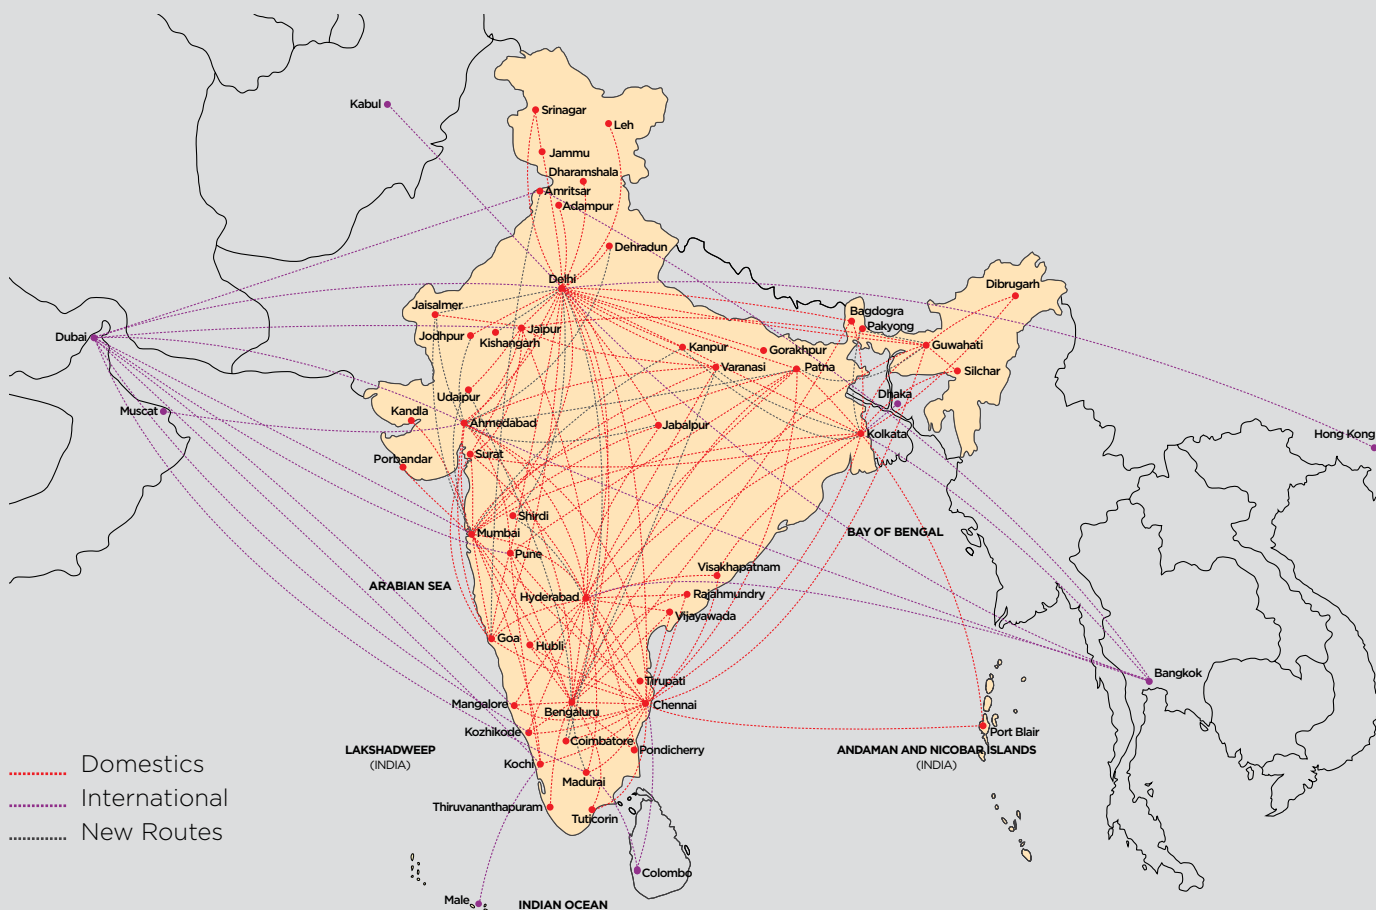 Kabul
Srinagar
Leh
Jammu
Dharamshala
Amritsar
Adampur
Dehradun
Delhi
Dibrugarh
Jaisalmer
Bagdogra
Pakyong
Dubai
Jodhpur
Jaipur
Kishangarh
Kanpur
Gorakhpur
Guwahati
Varanasi
Patna
Silchar
Udaipur
Dhaka
Muscat
Kandla
Ahmedabad
Jabalpur
Kolkata
Hong Kong
Surat
Porbandar
Shirdi
Mumbai
BAY OF BENGAL
Pune
Visakhapatnam
ARABIAN SEA
Hyderabad
Rajahmundry
Vijayawada
Goa
Hubli
Bangkok
Tirupati
Mangalore
Bengaluru
Chennai
Kozhikode
Coimbatore
Port Blair
LAKSHADWEEP
(INDIA)
Pondicherry
ANDAMAN AND NICOBAR ISLANDS
(INDIA)
Kochi
Madurai
Domestics
International
New Routes
Thiruvananthapuram
Tuticorin
Colombo
Male
INDIAN OCEAN